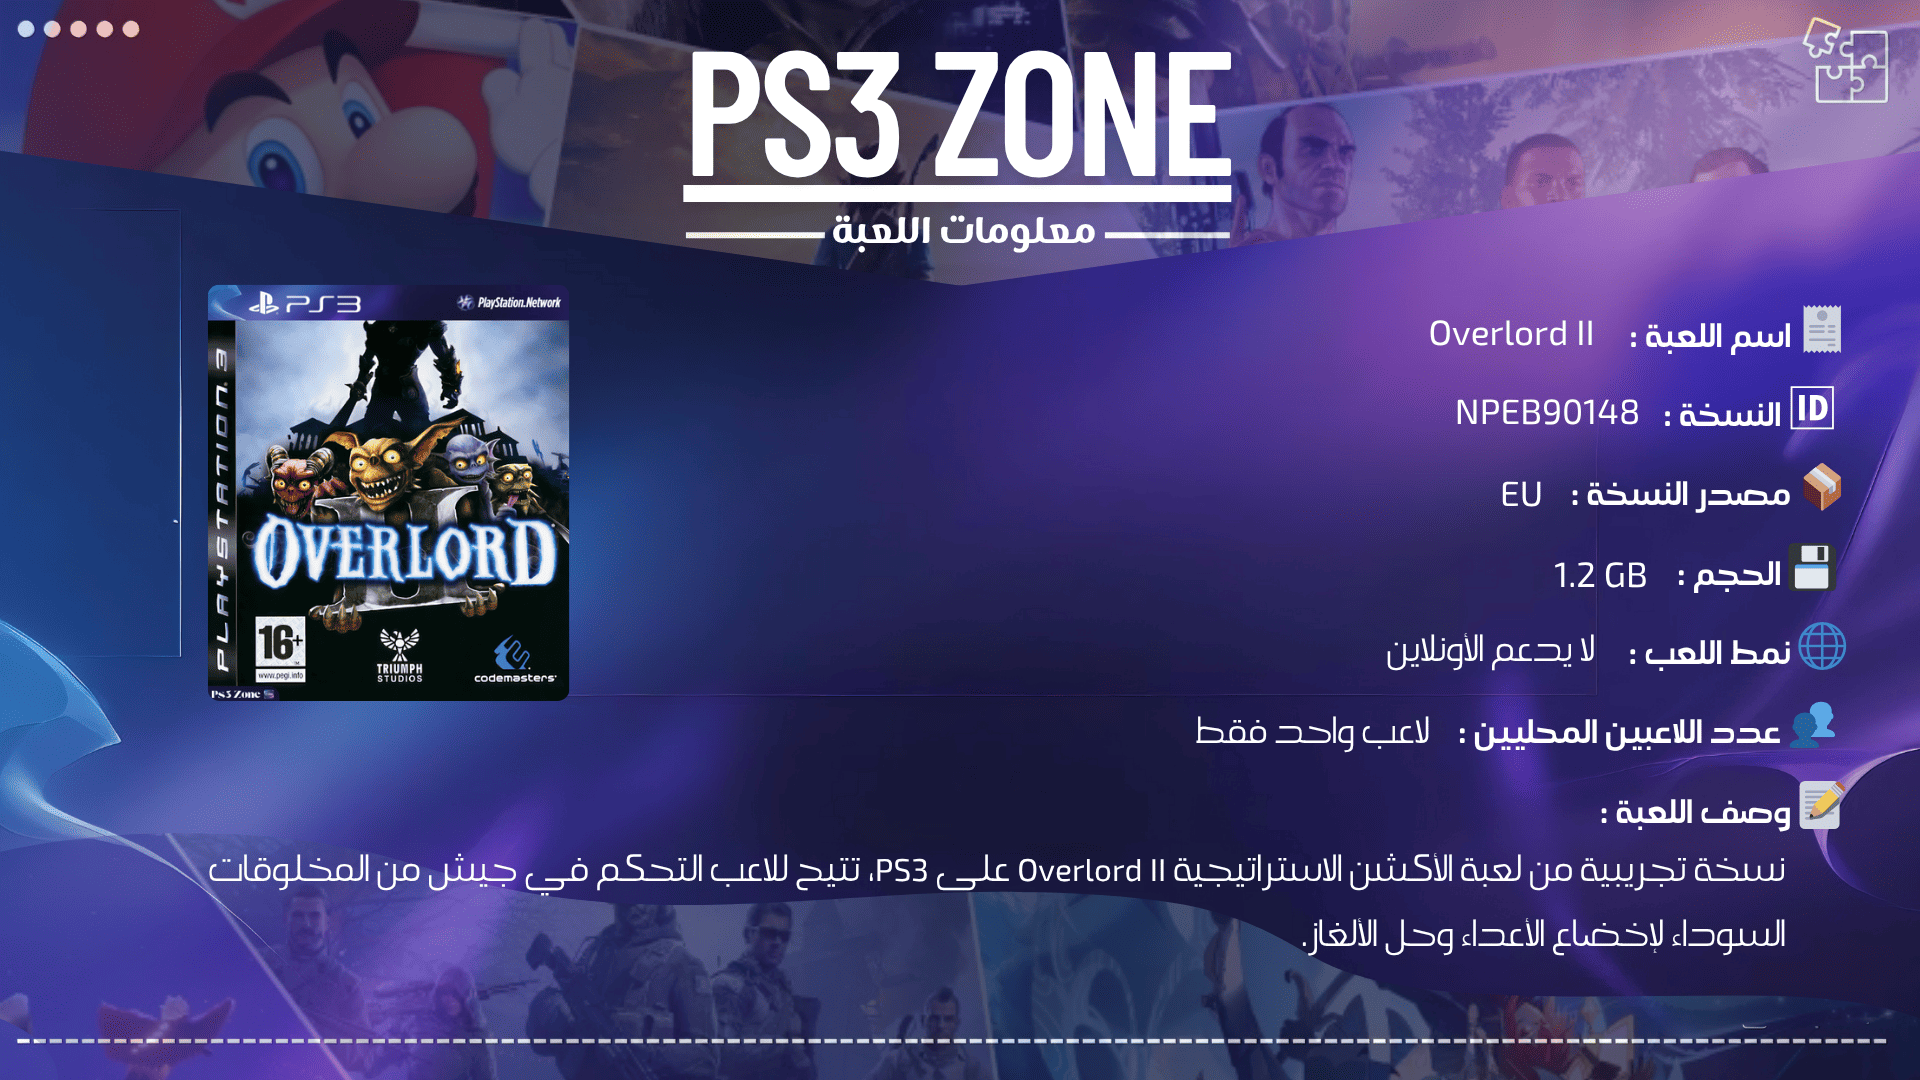 PS3 ZONE
معلومات اللعبة
PS3 PlayStation.Network
PLAYSTATION 3
OVERLORD
II
16+
www.pegi.info
TRIUMPH
STUDIOS
codemasters
Ps3 Zone
اسم اللعبة : Overlord II
ID النسخة : NPEB90148
مصدر النسخة : EU
الحجم : 1.2 GB
نمط اللعب : لا يدعم الأونلاين
عدد اللاعبين المحليين : لاعب واحد فقط
وصف اللعبة :
نسخة تجريبية من لعبة الأكشن الاستراتيجية Overlord II على PS3، تتيح للاعب التحكم في جيش من المخلوقات
السوداء لإخضاع الأعداء وحل الألغاز.